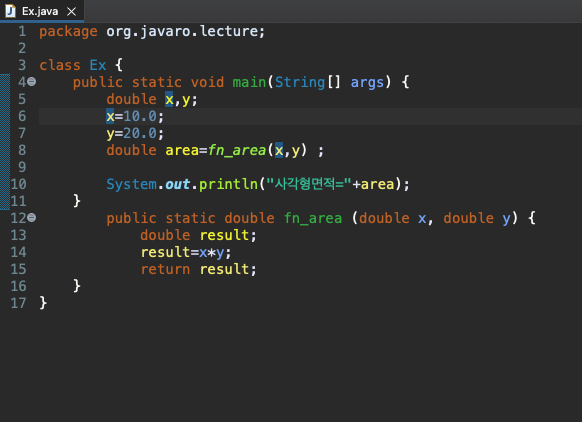 Ex.java
1 package org.javaro.lecture;
2
3 class Ex {
4     public static void main(String[] args) {
5         double x,y;
6         x=10.0;
7         y=20.0;
8         double area=fn_area(x,y) ;
9
10         System.out.println("사각형면적="+area);
11     }
12         public static double fn_area (double x, double y) {
13             double result;
14             result=x*y;
15             return result;
16     }
17 }